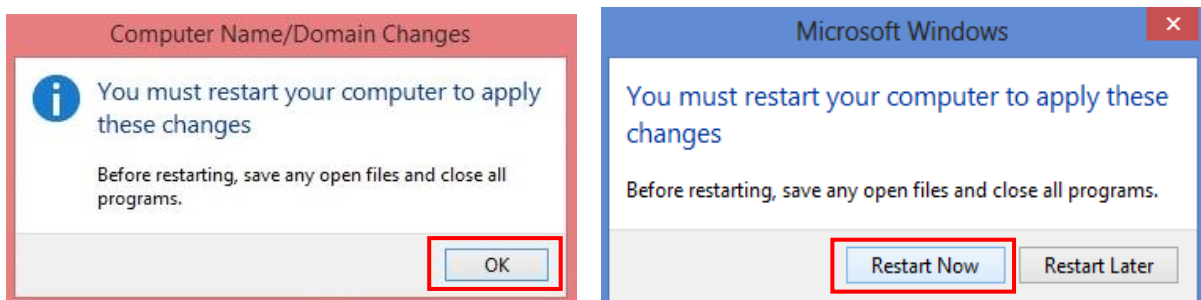 Computer Name/Domain Changes
You must restart your computer to apply
these changes
Before restarting, save any open files and close all
programs.
OK
Microsoft Windows
You must restart your computer to apply these
changes
Before restarting, save any open files and close all programs.
Restart Now
Restart Later